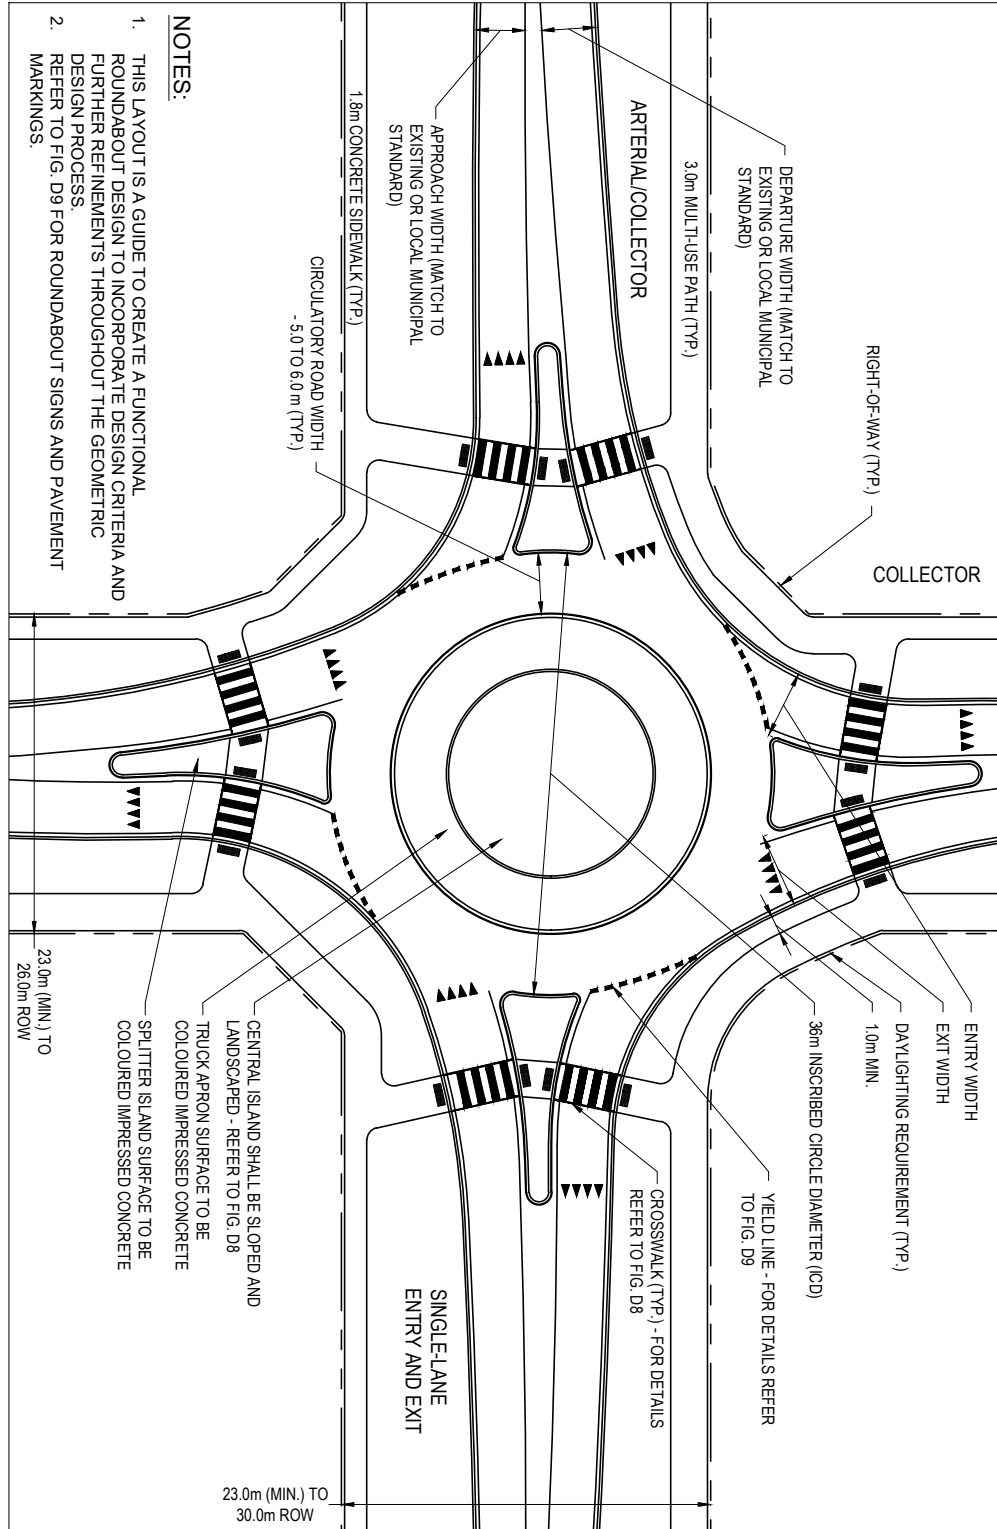 COLLECTOR
RIGHT-OF-WAY (TYP.)
DEPARTURE WIDTH (MATCH TO
EXISTING OR LOCAL MUNICIPAL
STANDARD)
3.0m MULTI-USE PATH (TYP.)
ARTERIAL/COLLECTOR
APPROACH WIDTH (MATCH TO
EXISTING OR LOCAL MUNICIPAL
STANDARD)
1.8m CONCRETE SIDEWALK (TYP.)
CIRCULATORY ROAD WIDTH
- 5.0 TO 6.0 m (TYP.)
ENTRY WIDTH
EXIT WIDTH
DAYLIGHTING REQUIREMENT (TYP.)
1.0m MIN.
36m INSCRIBED CIRCLE DIAMETER (ICD)
YIELD LINE - FOR DETAILS REFER
TO FIG. D9
CROSSWALK (TYP.) - FOR DETAILS
REFER TO FIG. D8
SINGLE-LANE
ENTRY AND EXIT
CENTRAL ISLAND SHALL BE SLOPED AND
LANDSCAPED - REFER TO FIG. D8
TRUCK APRON SURFACE TO BE
COLOURED IMPRESSED CONCRETE
SPLITTER ISLAND SURFACE TO BE
COLOURED IMPRESSED CONCRETE
23.0m (MIN.) TO
26.0m ROW
23.0m (MIN.) TO
30.0m ROW
NOTES:
1. THIS LAYOUT IS A GUIDE TO CREATE A FUNCTIONAL
ROUNDABOUT DESIGN TO INCORPORATE DESIGN CRITERIA AND
FURTHER REFINEMENTS THROUGHOUT THE GEOMETRIC
DESIGN PROCESS.
2. REFER TO FIG. D9 FOR ROUNDABOUT SIGNS AND PAVEMENT
MARKINGS.